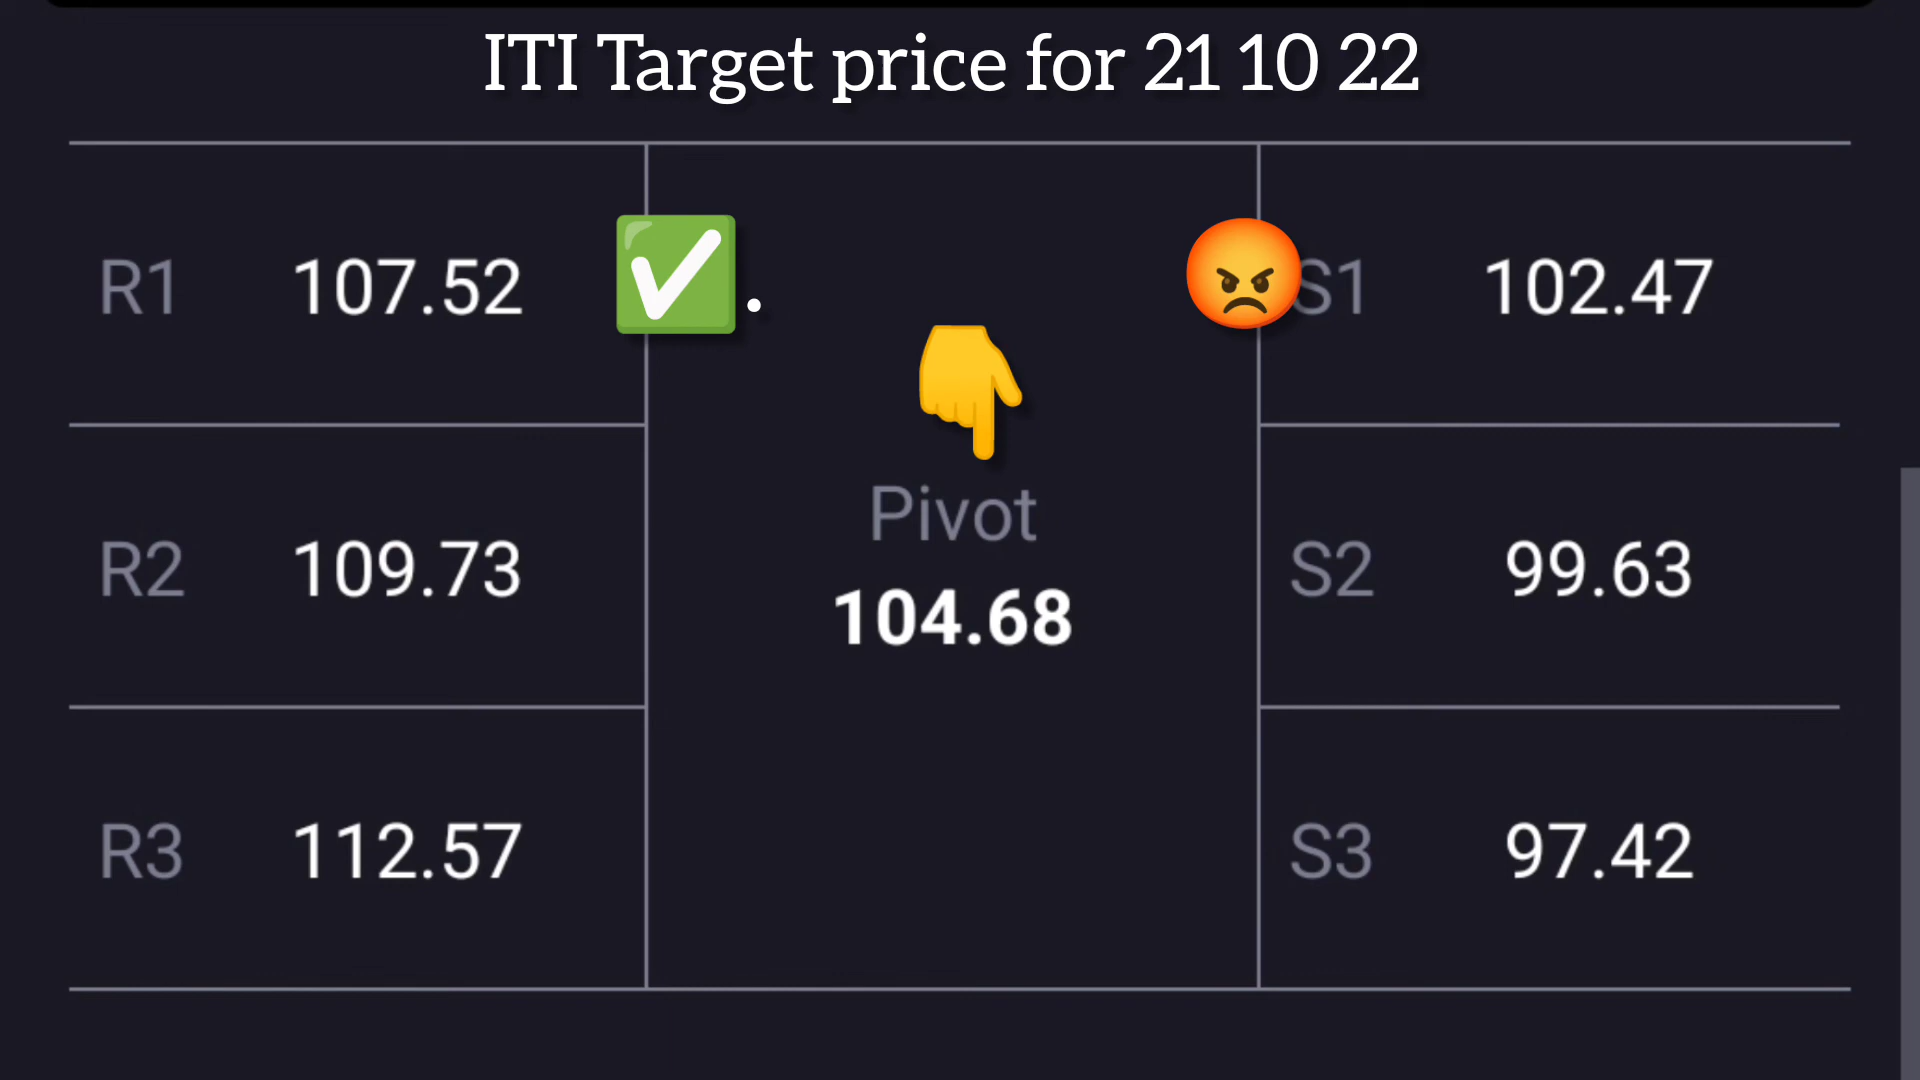 ITI Target price for 21 10 22
R1 107.52 ✅. 😡 S1 102.47
👇
Pivot
R2 109.73 104.68 S2 99.63
R3 112.57 S3 97.42